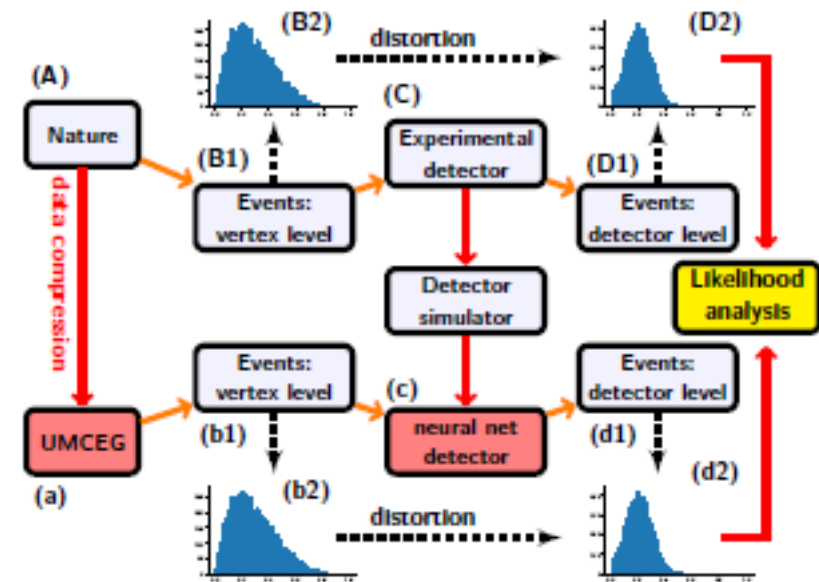 (B2)
distortion
(D2)
(A)
(C)
Nature
(B1)
Experimental
detector
(D1)
Events:
vertex level
Events:
detector level
data compression
Detector
simulator
Likelihood
analysis
Events:
vertex level
(c)
Events:
detector level
UMCEG
(b1)
neural net
detector
(d1)
(a)
(b2)
(d2)
distortion